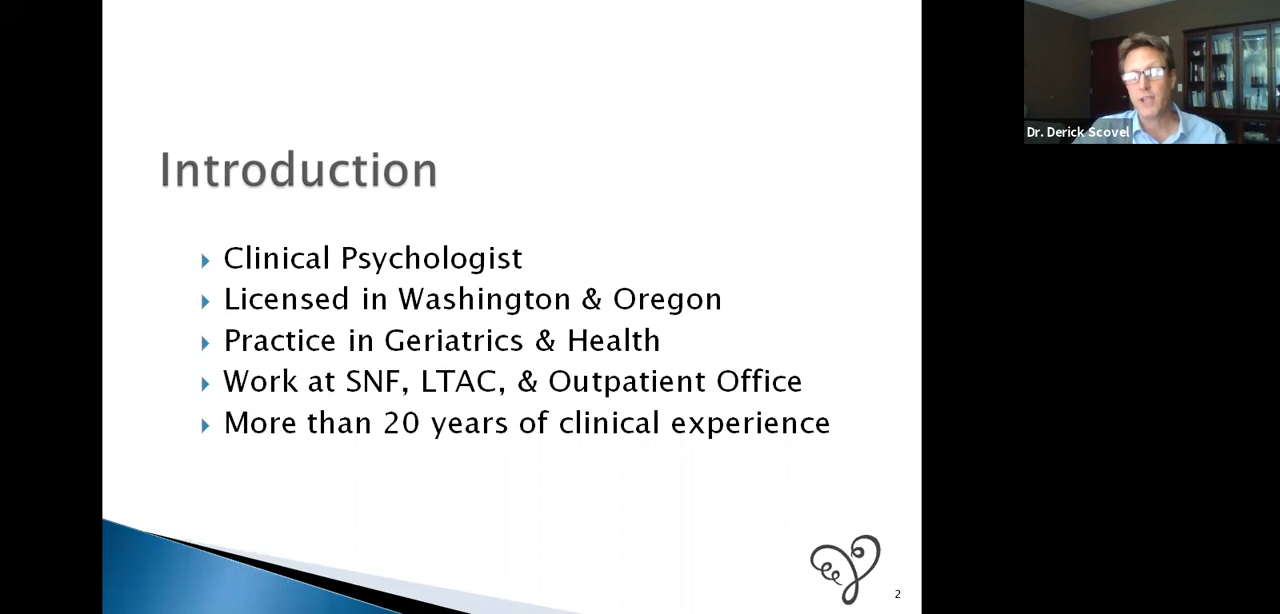 Introduction
Clinical Psychologist
Licensed in Washington & Oregon
Practice in Geriatrics & Health
Work at SNF, LTAC, & Outpatient Office
More than 20 years of clinical experience
2
Dr. Derick Scovel